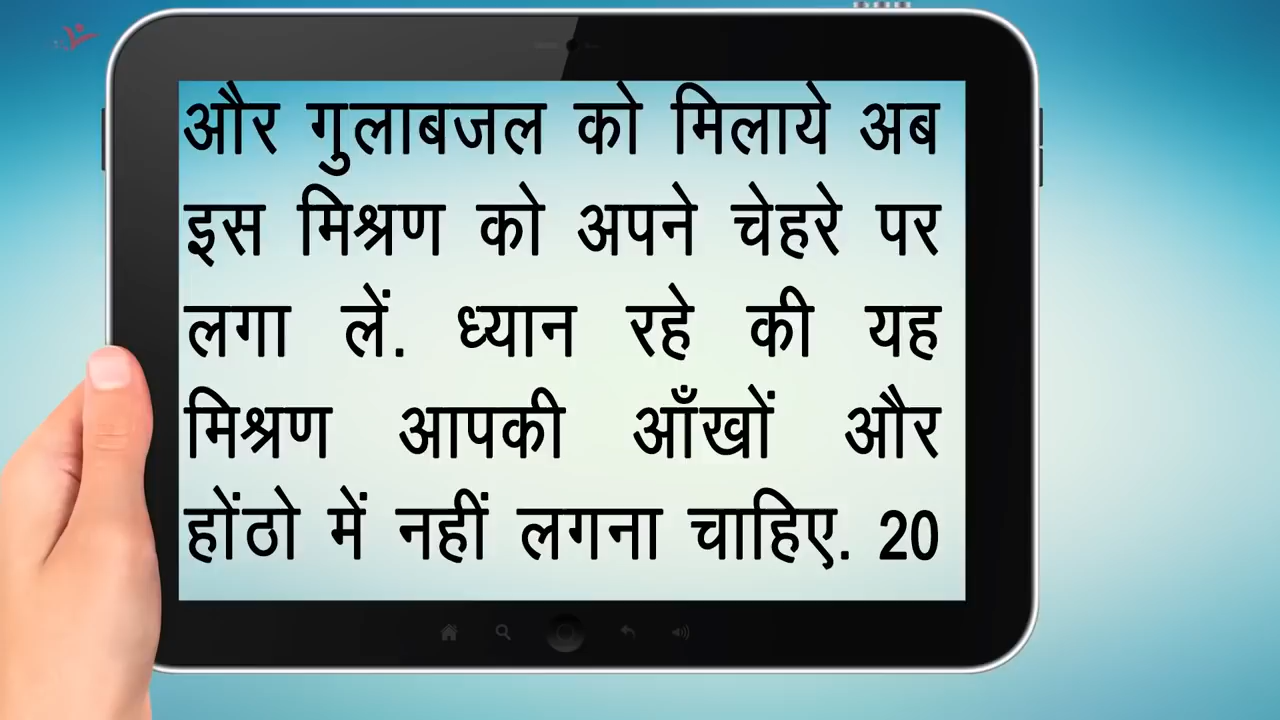 और गुलाबजल को मिलाये अब
इस मिश्रण को अपने चेहरे पर
लगा लें. ध्यान रहे की यह
मिश्रण आपकी आँखों और
होंठो में नहीं लगना चाहिए. 20